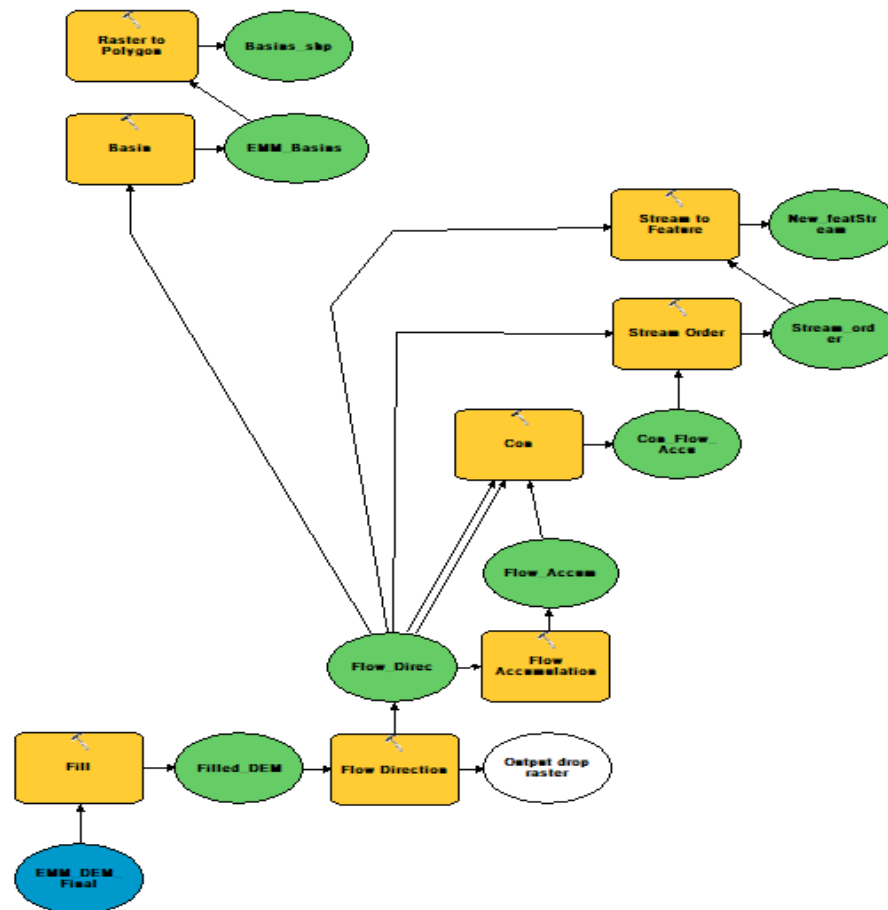 Raster to
Polygon
Basins_shp
Basin
EMM_Basins
Stream to
Feature
New_featStr
eam
Stream Order
Stream_ord
er
Con
Con_Flow_
Accu
Flow_Accum
Flow_Direc
Flow
Accumulation
Fill
Filled_DEM
Flow Direction
Output drop
raster
EMM_DEM_
Final